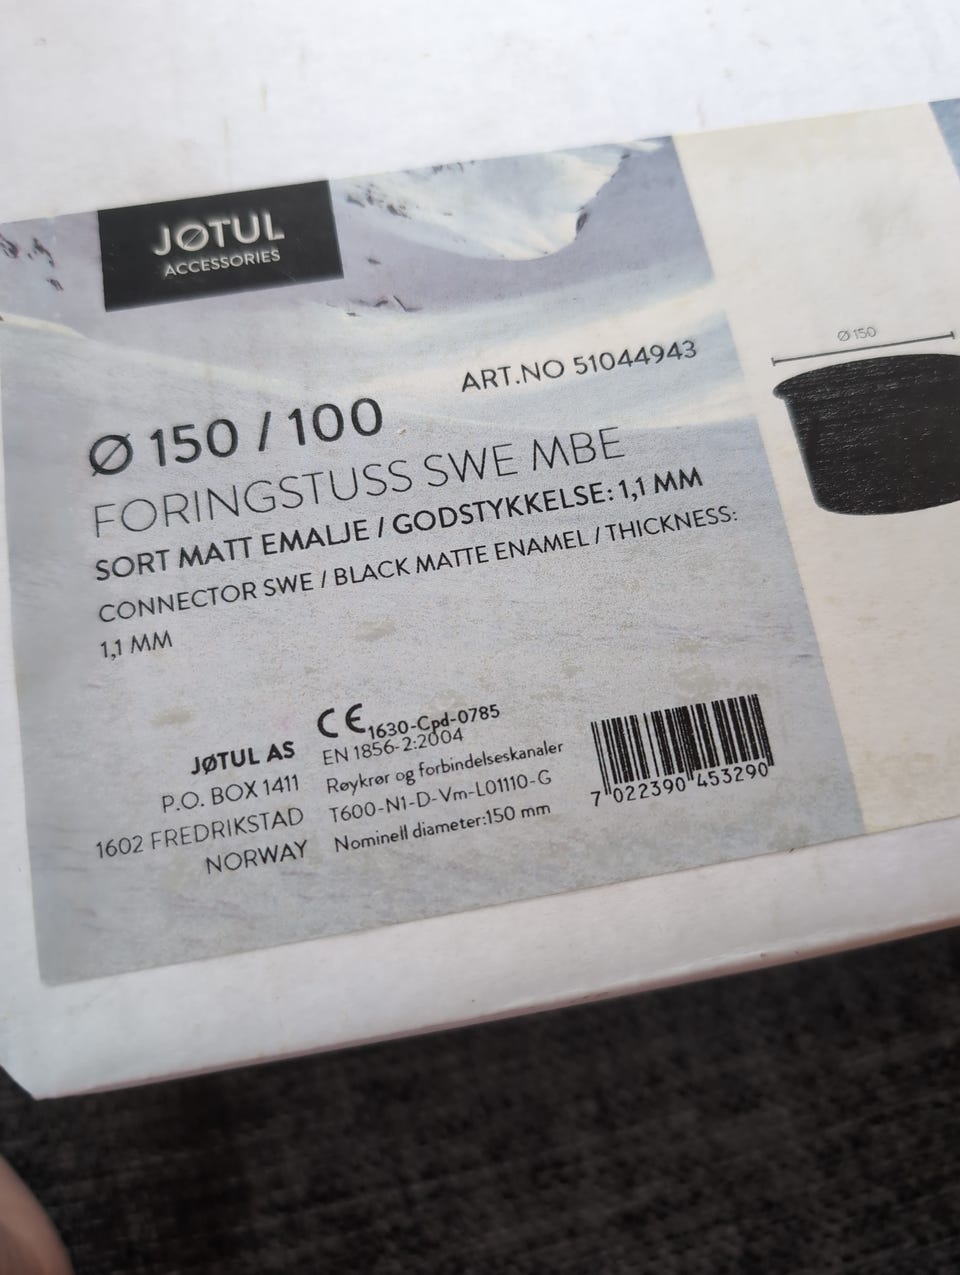 JØTUL
ACCESSORIES
ART.NO 51044943
Ø 150 / 100
FORINGSTUSS SWE MBE
SORT MATT EMALJE / GODSTYKKELSE: 1,1 MM
CONNECTOR SWE / BLACK MATTE ENAMEL / THICKNESS:
1,1 MM
JØTUL AS
P.O. BOX 1411
1602 FREDRIKSTAD
NORWAY
CE 1630-Cpd-0785
EN 1856-2:2004
Røykrør og forbindelseskanaler
T600-N1-D-Vm-L01110-G
Nominell diameter:150 mm
7 022390 453290
Ø 150